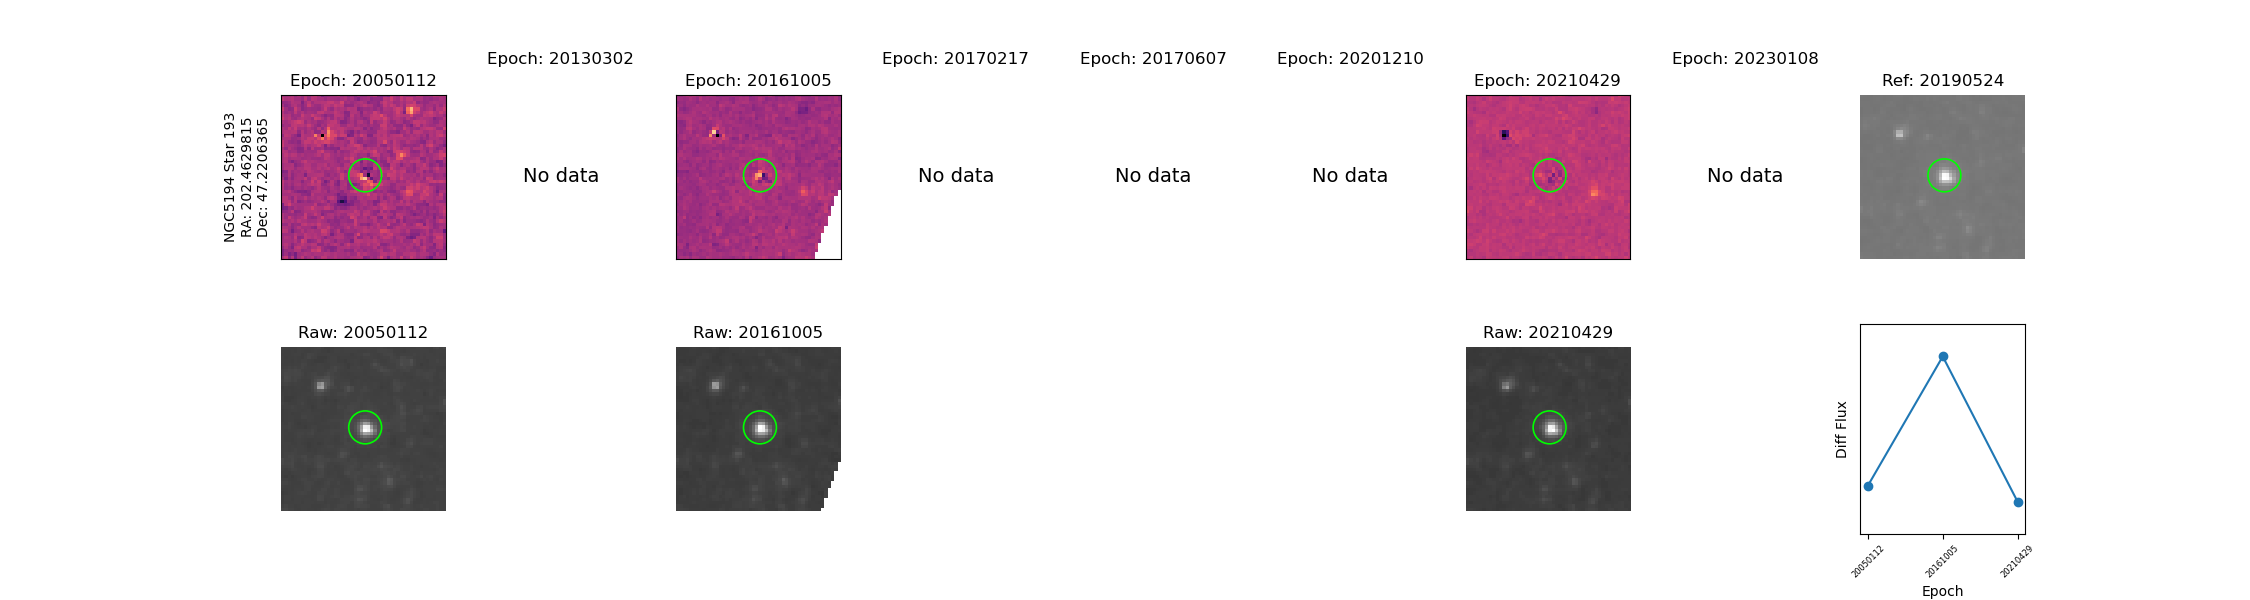 Epoch: 20050112
Epoch: 20130302
Epoch: 20161005
Epoch: 20170217
Epoch: 20170607
Epoch: 20201210
Epoch: 20210429
Epoch: 20230108
Ref: 20190524
NGC5194 Star 193
RA: 202.4629815
Dec: 47.2206365
No data
No data
No data
No data
No data
Raw: 20050112
Raw: 20161005
Raw: 20210429
Diff Flux
20050112
20161005
20210429
Epoch